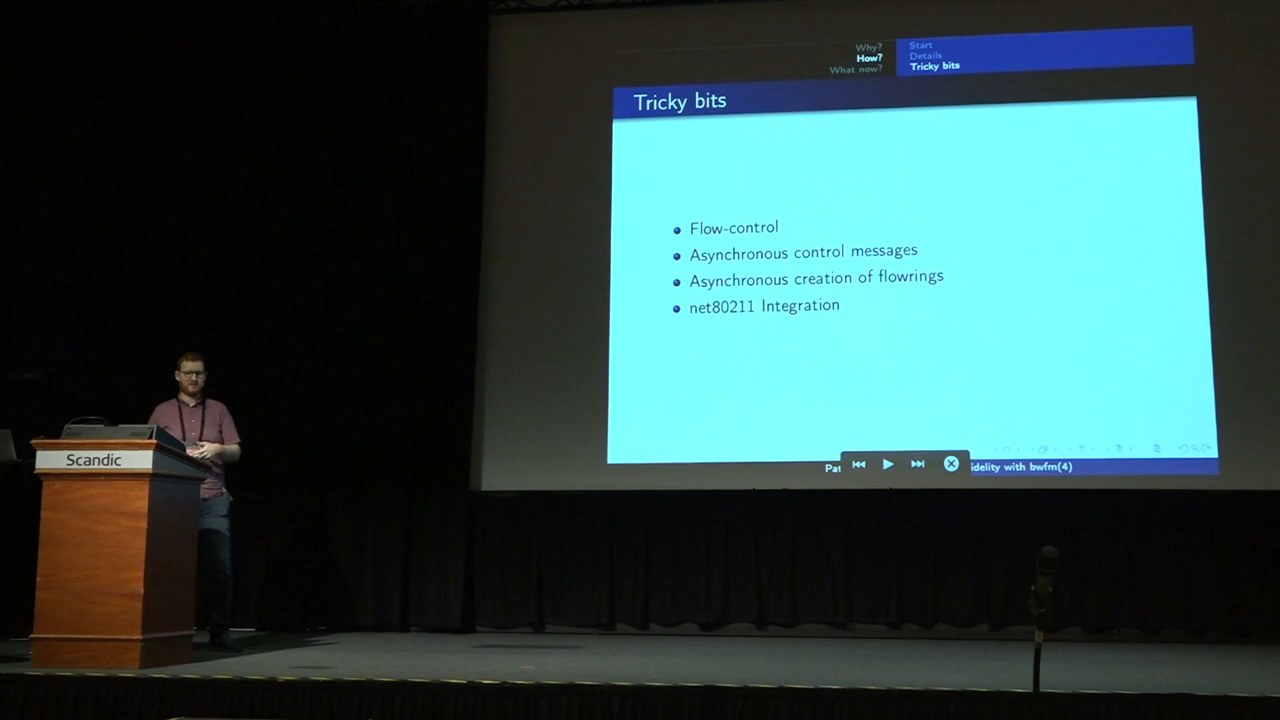 Why?
How?
What now?
Start
Details
Tricky bits
Tricky bits
Flow-control
Asynchronous control messages
Asynchronous creation of flowrings
net80211 Integration
Pat
idelity with bwfm(4)
Scandic